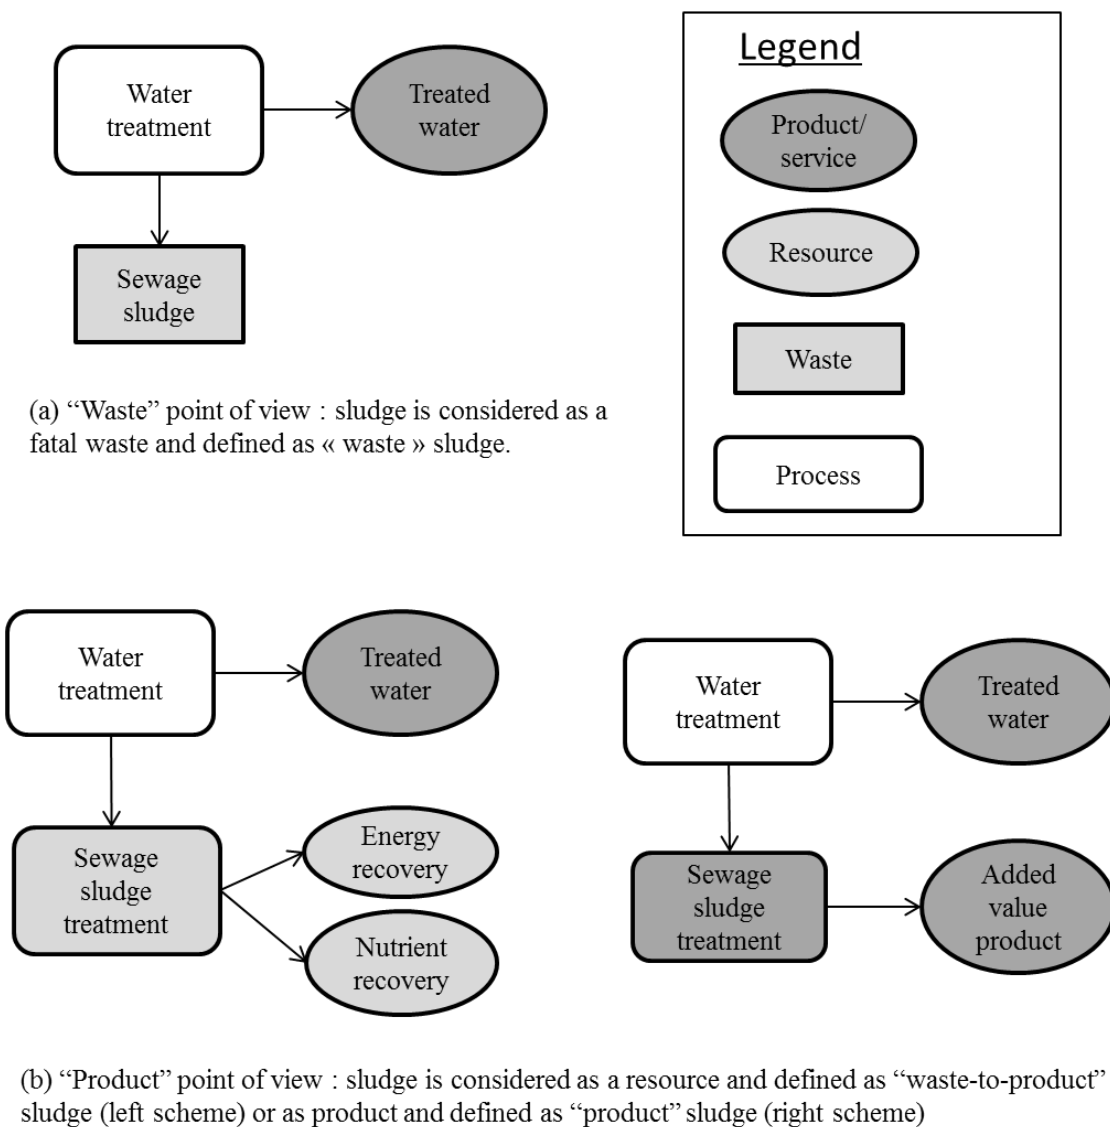 Water
treatment
Treated
water
Sewage
sludge
(a) “Waste” point of view : sludge is considered as a
fatal waste and defined as « waste » sludge.
Legend
Product/
service
Resource
Waste
Process
Water
treatment
Treated
water
Sewage
sludge
treatment
Energy
recovery
Nutrient
recovery
Water
treatment
Treated
water
Sewage
sludge
treatment
Added
value
product
(b) “Product” point of view : sludge is considered as a resource and defined as “waste-to-product”
sludge (left scheme) or as product and defined as “product” sludge (right scheme)